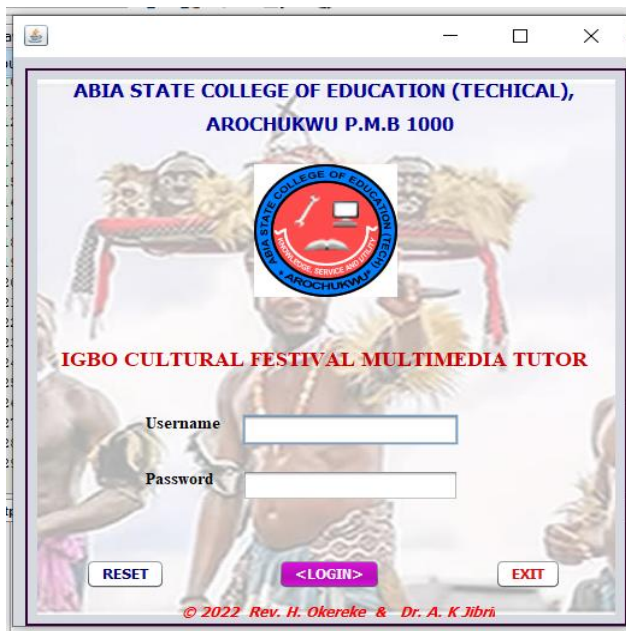 ABIA STATE COLLEGE OF EDUCATION (TECHICAL),
AROCHUKWU P.M.B 1000
ABIA STATE COLLEGE OF EDUCATION (TECH)
KNOWLEDGE, SERVICE AND UTILITY
* AROCHUKWU *
IGBO CULTURAL FESTIVAL MULTIMEDIA TUTOR
Username
Password
RESET
<LOGIN>
EXIT
© 2022 Rev. H. Okereke & Dr. A. K Jibrin